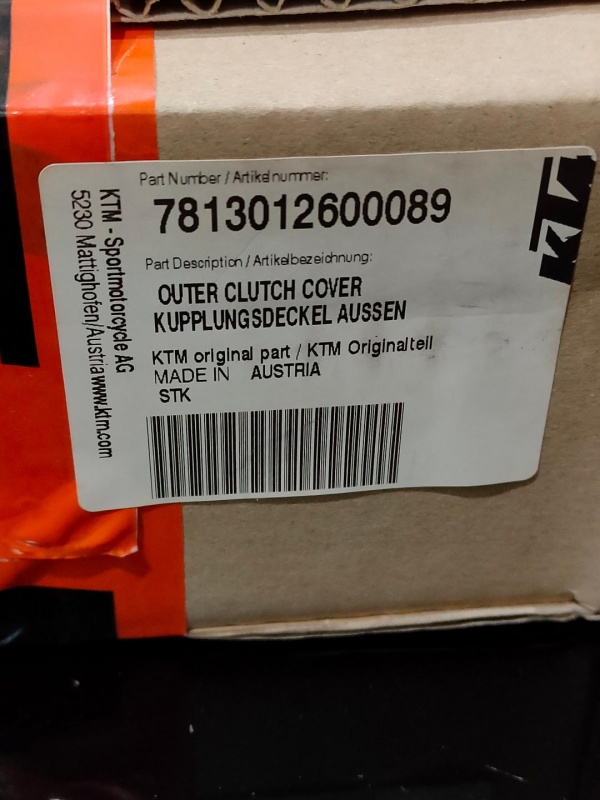 Part Number / Artikelnummer:
7813012600089
Part Description / Artikelbezeichnung:
OUTER CLUTCH COVER
KUPPLUNGSDECKEL AUSSEN
KTM original part / KTM Originalteil
MADE IN AUSTRIA
STK
KTM - Sportmotorcycle AG
5230 Mattighofen/Austria www.ktm.com
KTM